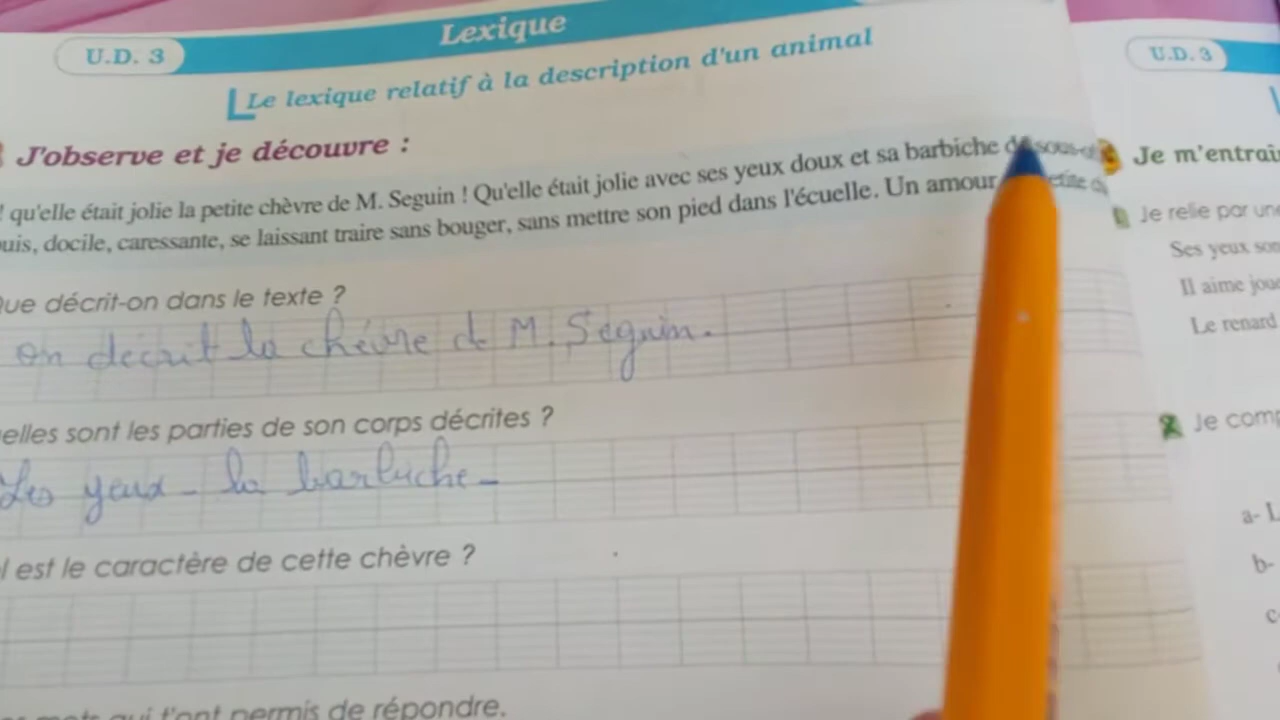 Lexique
U.D. 3
Le lexique relatif à la description d'un animal
J'observe et je découvre :
! qu'elle était jolie la petite chèvre de M. Seguin ! Qu'elle était jolie avec ses yeux doux et sa barbiche
uis, docile, caressante, se laissant traire sans bouger, sans mettre son pied dans l'écuelle. Un amour
Que décrit-on dans le texte ?
on décrit la chèvre de M. Seguin.
elles sont les parties de son corps décrites ?
Les yeux - la barbiche -
l est le caractère de cette chèvre ?
mots qui t'ont permis de répondre.
U.D. 3
Je m'entraî
Je relie par une
Ses yeux son
Il aime joue
Le renard
2 Je comp
a- L
b-
c-